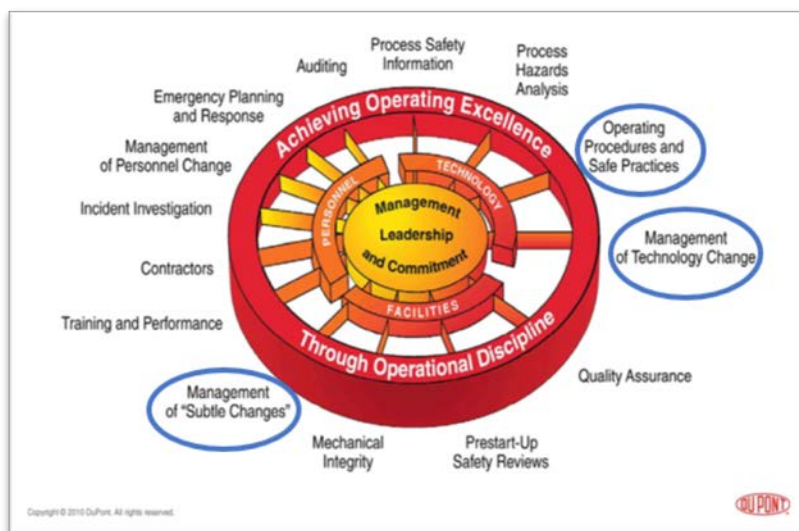 Process Safety
Information
Process
Hazards
Analysis
Auditing
Emergency Planning
and Response
Achieving Operating Excellence
Operating
Procedures and
Safe Practices
Management
of Personnel Change
TECHNOLOGY
PERSONNEL
Management
Leadership
and Commitment
Incident Investigation
Management
of Technology Change
Contractors
FACILITIES
Training and Performance
Through Operational Discipline
Quality Assurance
Management
of "Subtle Changes"
Mechanical
Integrity
Prestart-Up
Safety Reviews
Copyright © 2010 DuPont. All rights reserved.
DUPONT